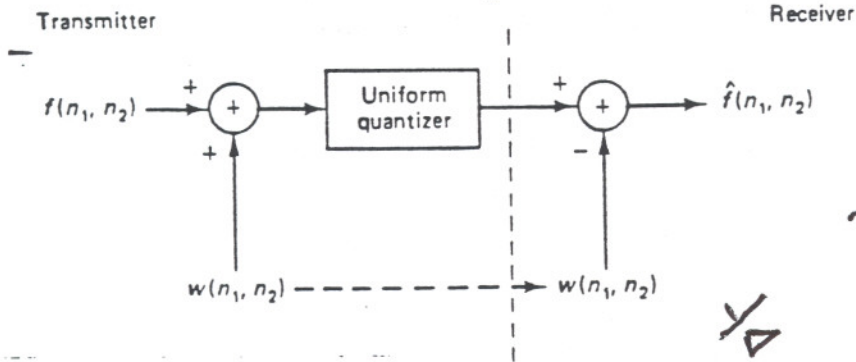 Transmitter
Receiver
f(n₁, n₂)
+
+
+
Uniform
quantizer
+
+
−
f̂(n₁, n₂)
w(n₁, n₂)
w(n₁, n₂)